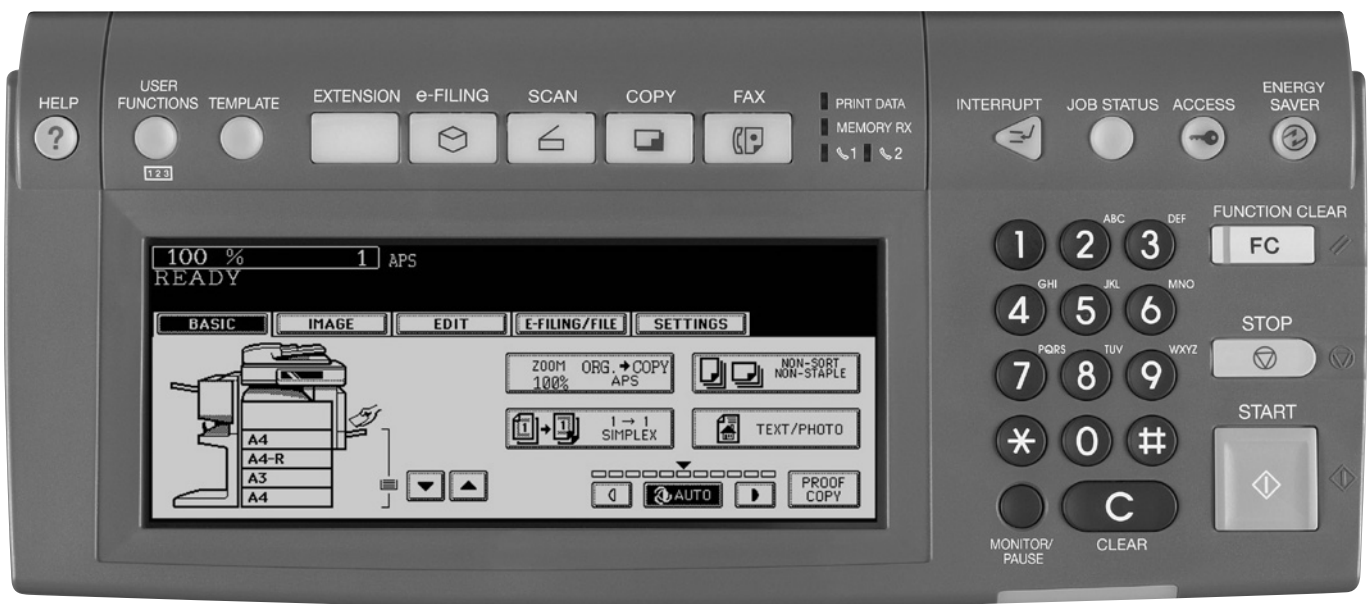 HELP
?
USER
FUNCTIONS
123
TEMPLATE
EXTENSION
e-FILING
SCAN
COPY
FAX
PRINT DATA
MEMORY RX
1 2
INTERRUPT
JOB STATUS
ACCESS
ENERGY
SAVER
100 % 1 APS
READY
BASIC IMAGE EDIT E-FILING/FILE SETTINGS
ZOOM ORG.→COPY
100% APS
NON-SORT
NON-STAPLE
1 → 1
1 → 1
SIMPLEX
TEXT/PHOTO
A4
A4-R
A3
A4
AUTO
PROOF
COPY
1
2 ABC
3 DEF
4 GHI
5 JKL
6 MNO
7 PQRS
8 TUV
9 WXYZ
*
0
#
MONITOR/
PAUSE
C
CLEAR
FUNCTION CLEAR
FC
STOP
START